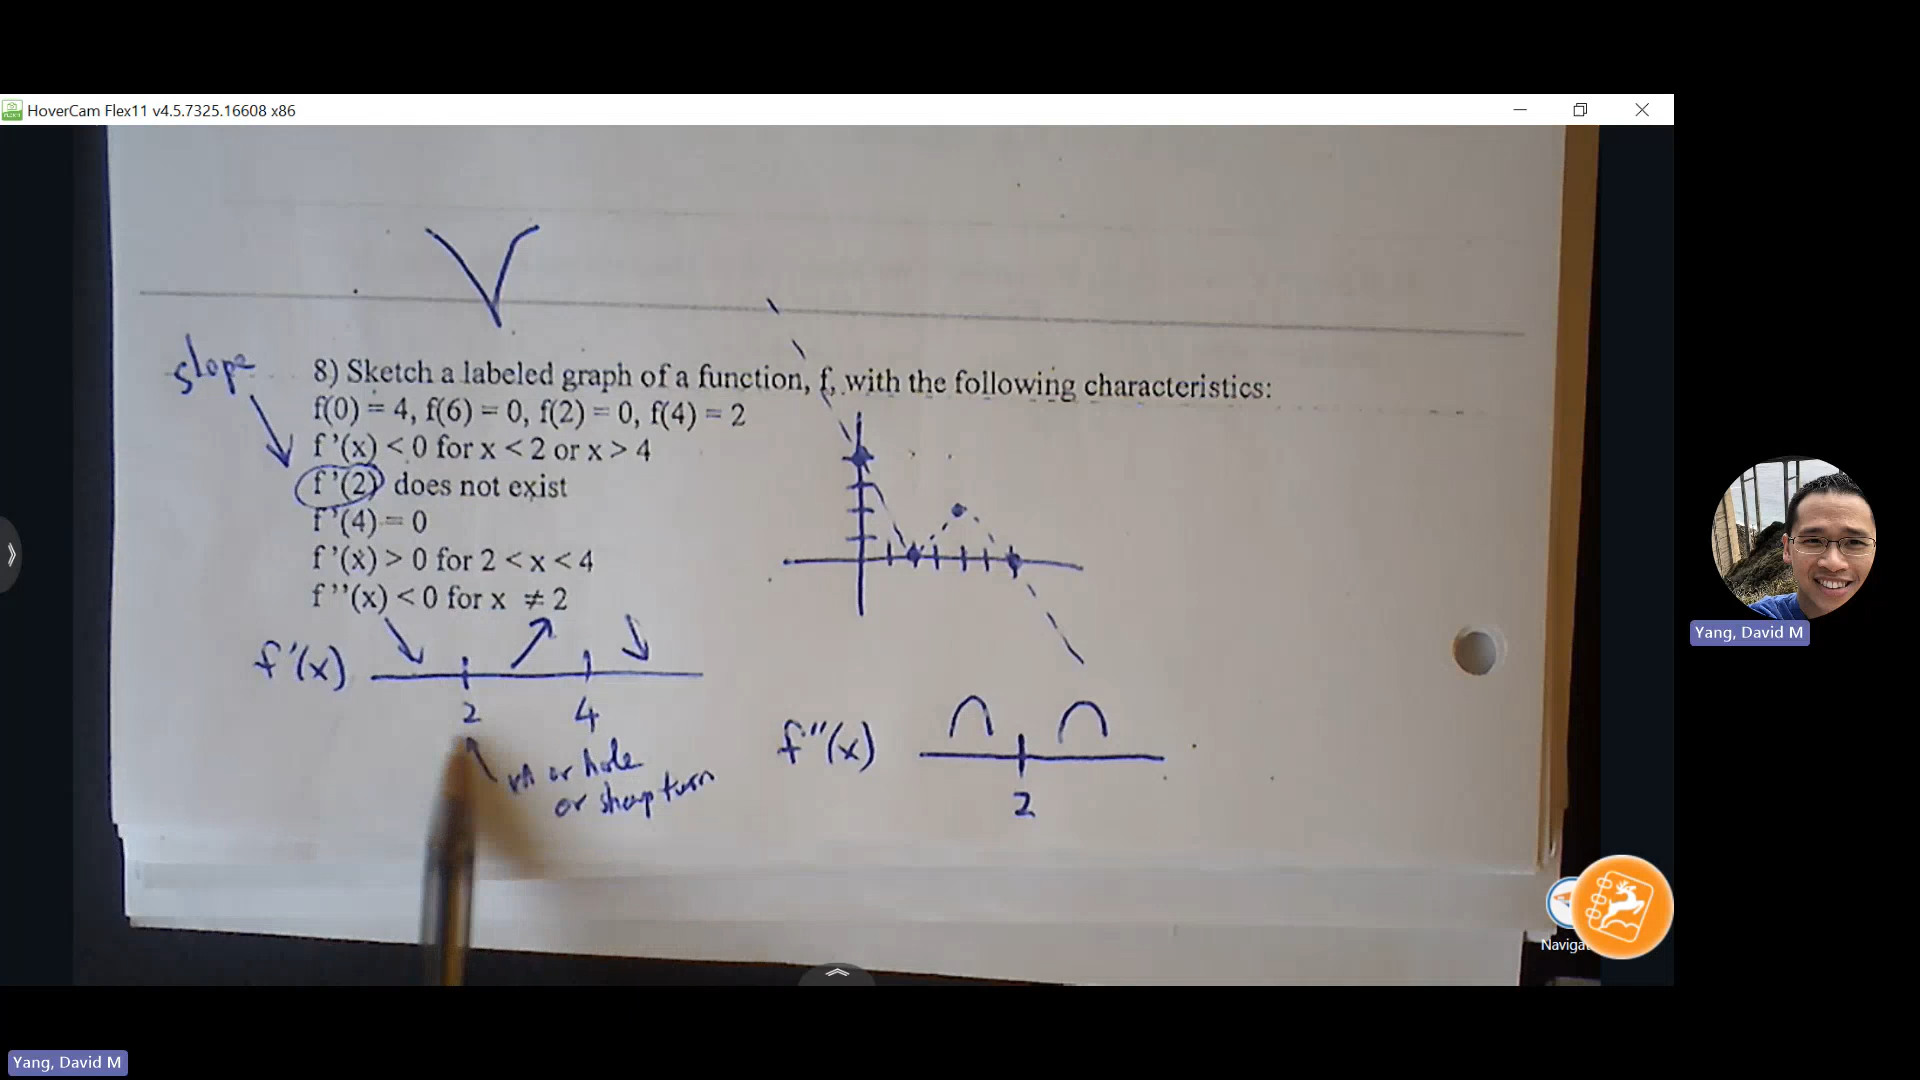 HoverCam Flex11 v4.5.7325.16608 x86
slope
8) Sketch a labeled graph of a function, f, with the following characteristics:
f(0) = 4, f(6) = 0, f(2) = 0, f(4) = 2
f '(x) < 0 for x < 2 or x > 4
f '(2) does not exist
f '(4) = 0
f '(x) > 0 for 2 < x < 4
f ''(x) < 0 for x ≠ 2
f'(x)
2 4
VA or hole
or sharp turn
f"(x)
2
Yang, David M
Navigat
Yang, David M